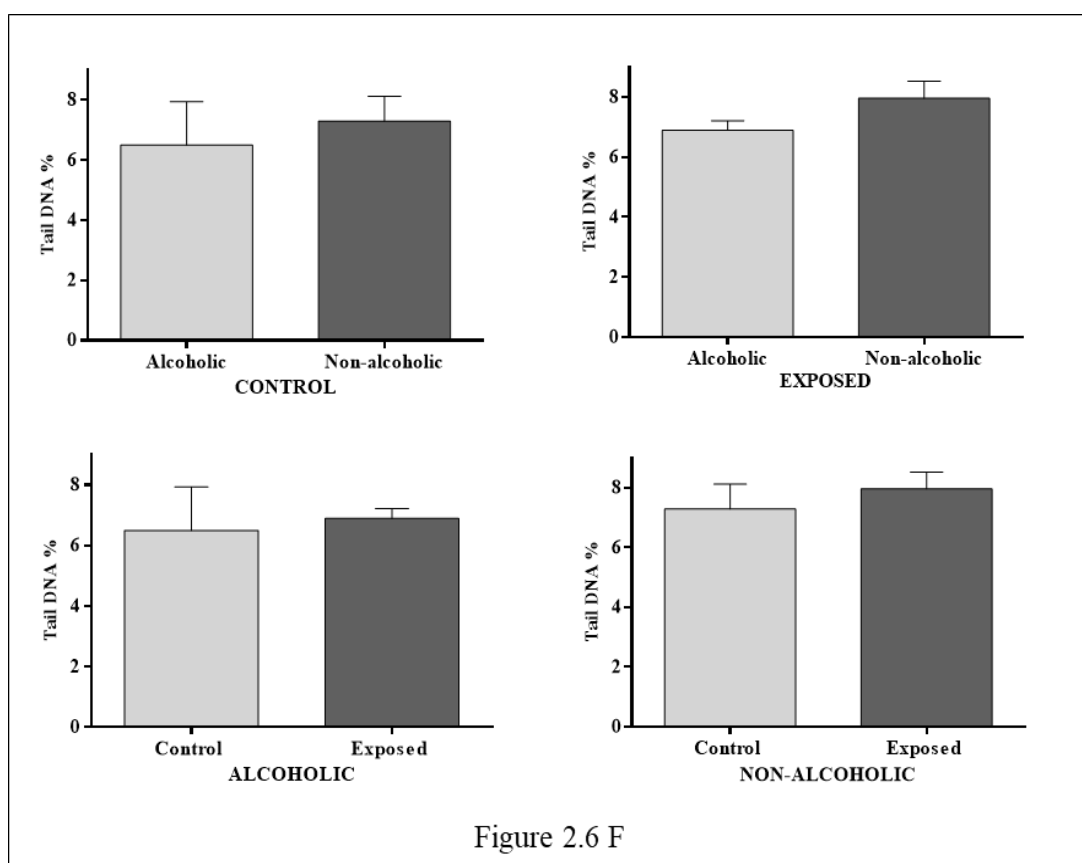 Tail DNA %
8
6
4
2
0
Alcoholic Non-alcoholic
CONTROL
Tail DNA %
8
6
4
2
0
Alcoholic Non-alcoholic
EXPOSED
Tail DNA %
8
6
4
2
0
Control Exposed
ALCOHOLIC
Tail DNA %
8
6
4
2
0
Control Exposed
NON-ALCOHOLIC
Figure 2.6 F